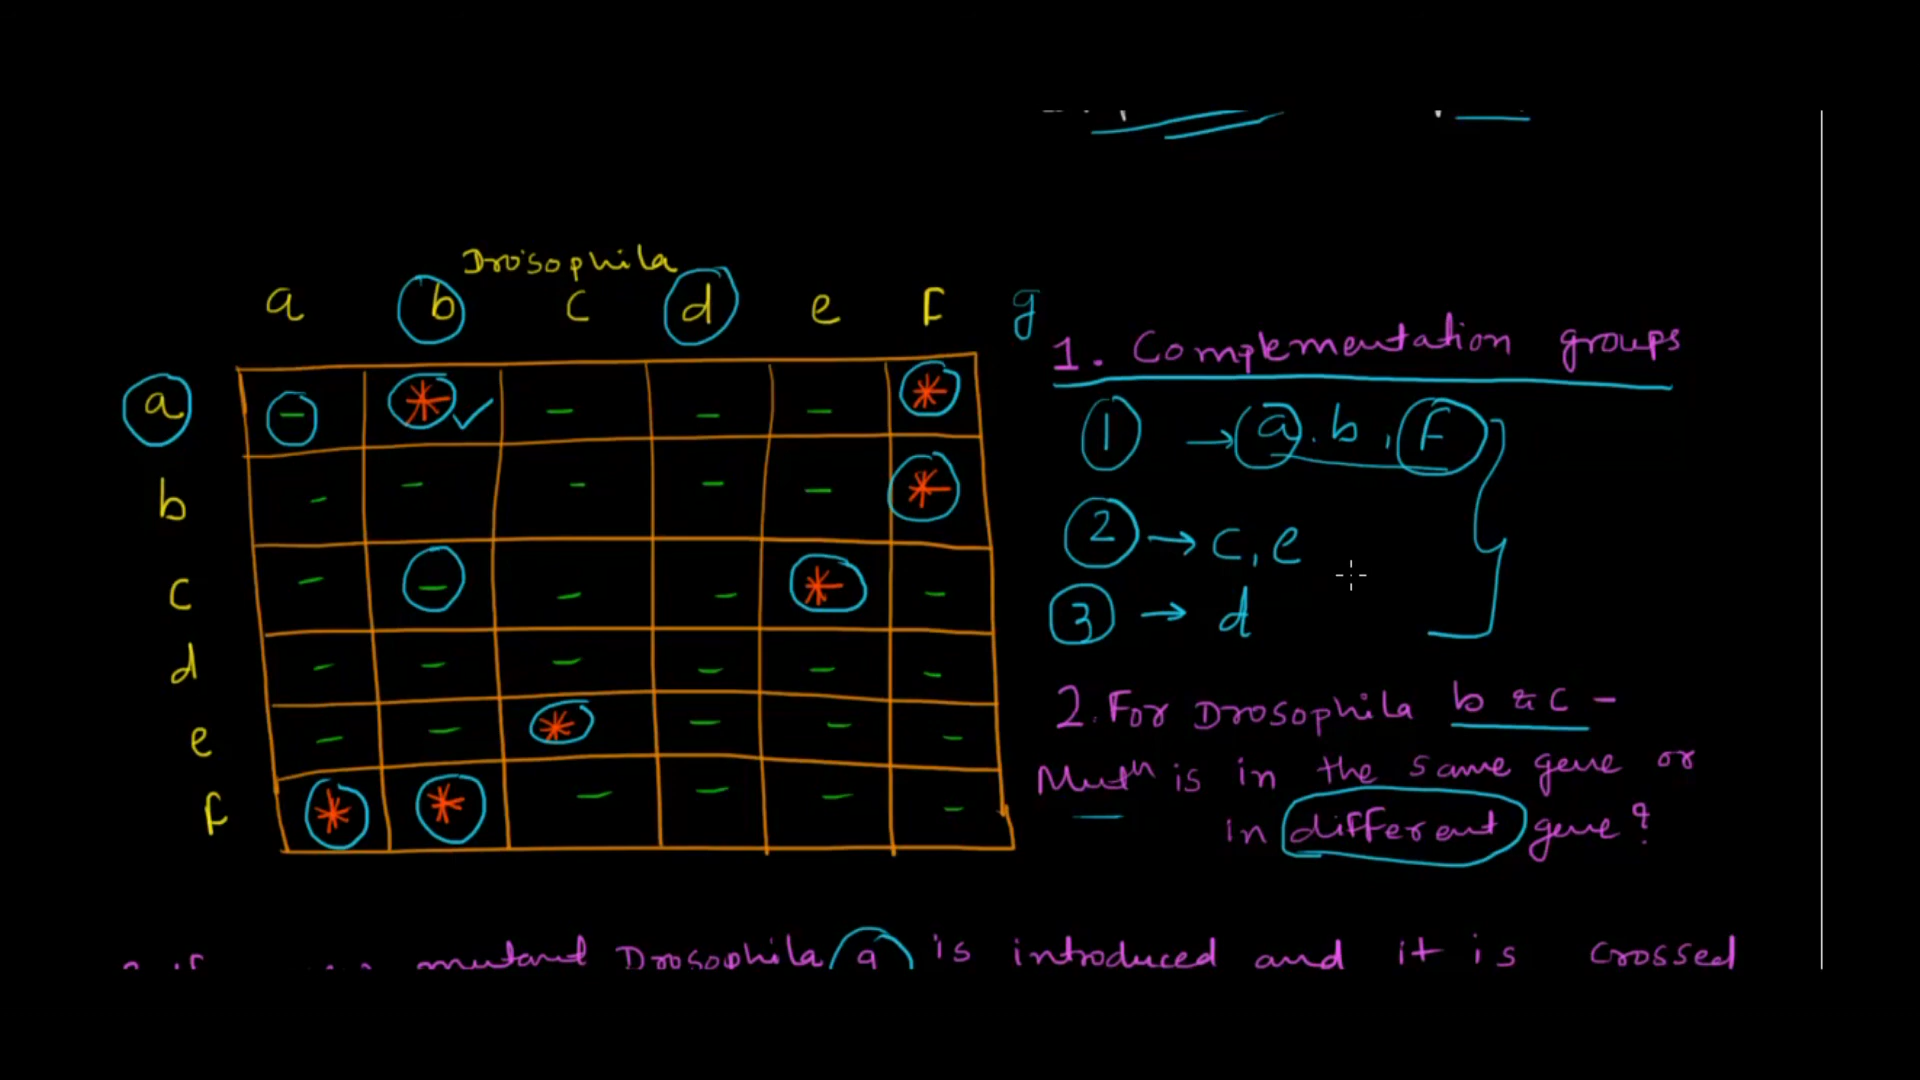 Drosophila
a b c d e F g
a - * - - - *
b - - - - - *
c - - - - * -
d - - - - - -
e - - * - - -
F * * - - - -
1. Complementation groups
1 → a, b, F
2 → c, e
3 → d
2. For Drosophila b & c -
Mutⁿ is in the same gene or
in different gene?
mutant Drosophila g is introduced and it is crossed